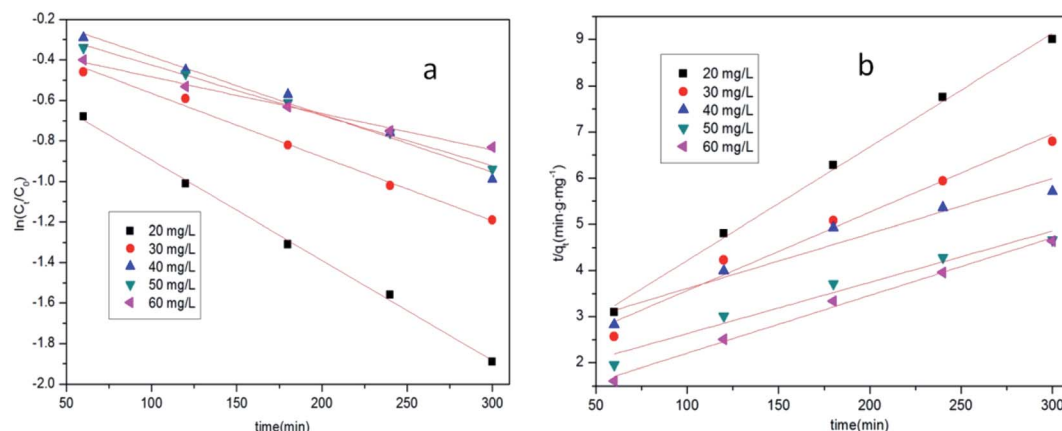 -0.2
-0.4
-0.6
-0.8
-1.0
-1.2
-1.4
-1.6
-1.8
-2.0
ln(Cₜ/C₀)
a
20 mg/L
30 mg/L
40 mg/L
50 mg/L
60 mg/L
50 100 150 200 250 300
time(min)
9
8
7
6
5
4
3
2
t/qₜ(min·g·mg⁻¹)
b
20 mg/L
30 mg/L
40 mg/L
50 mg/L
60 mg/L
50 100 150 200 250 300
time(min)